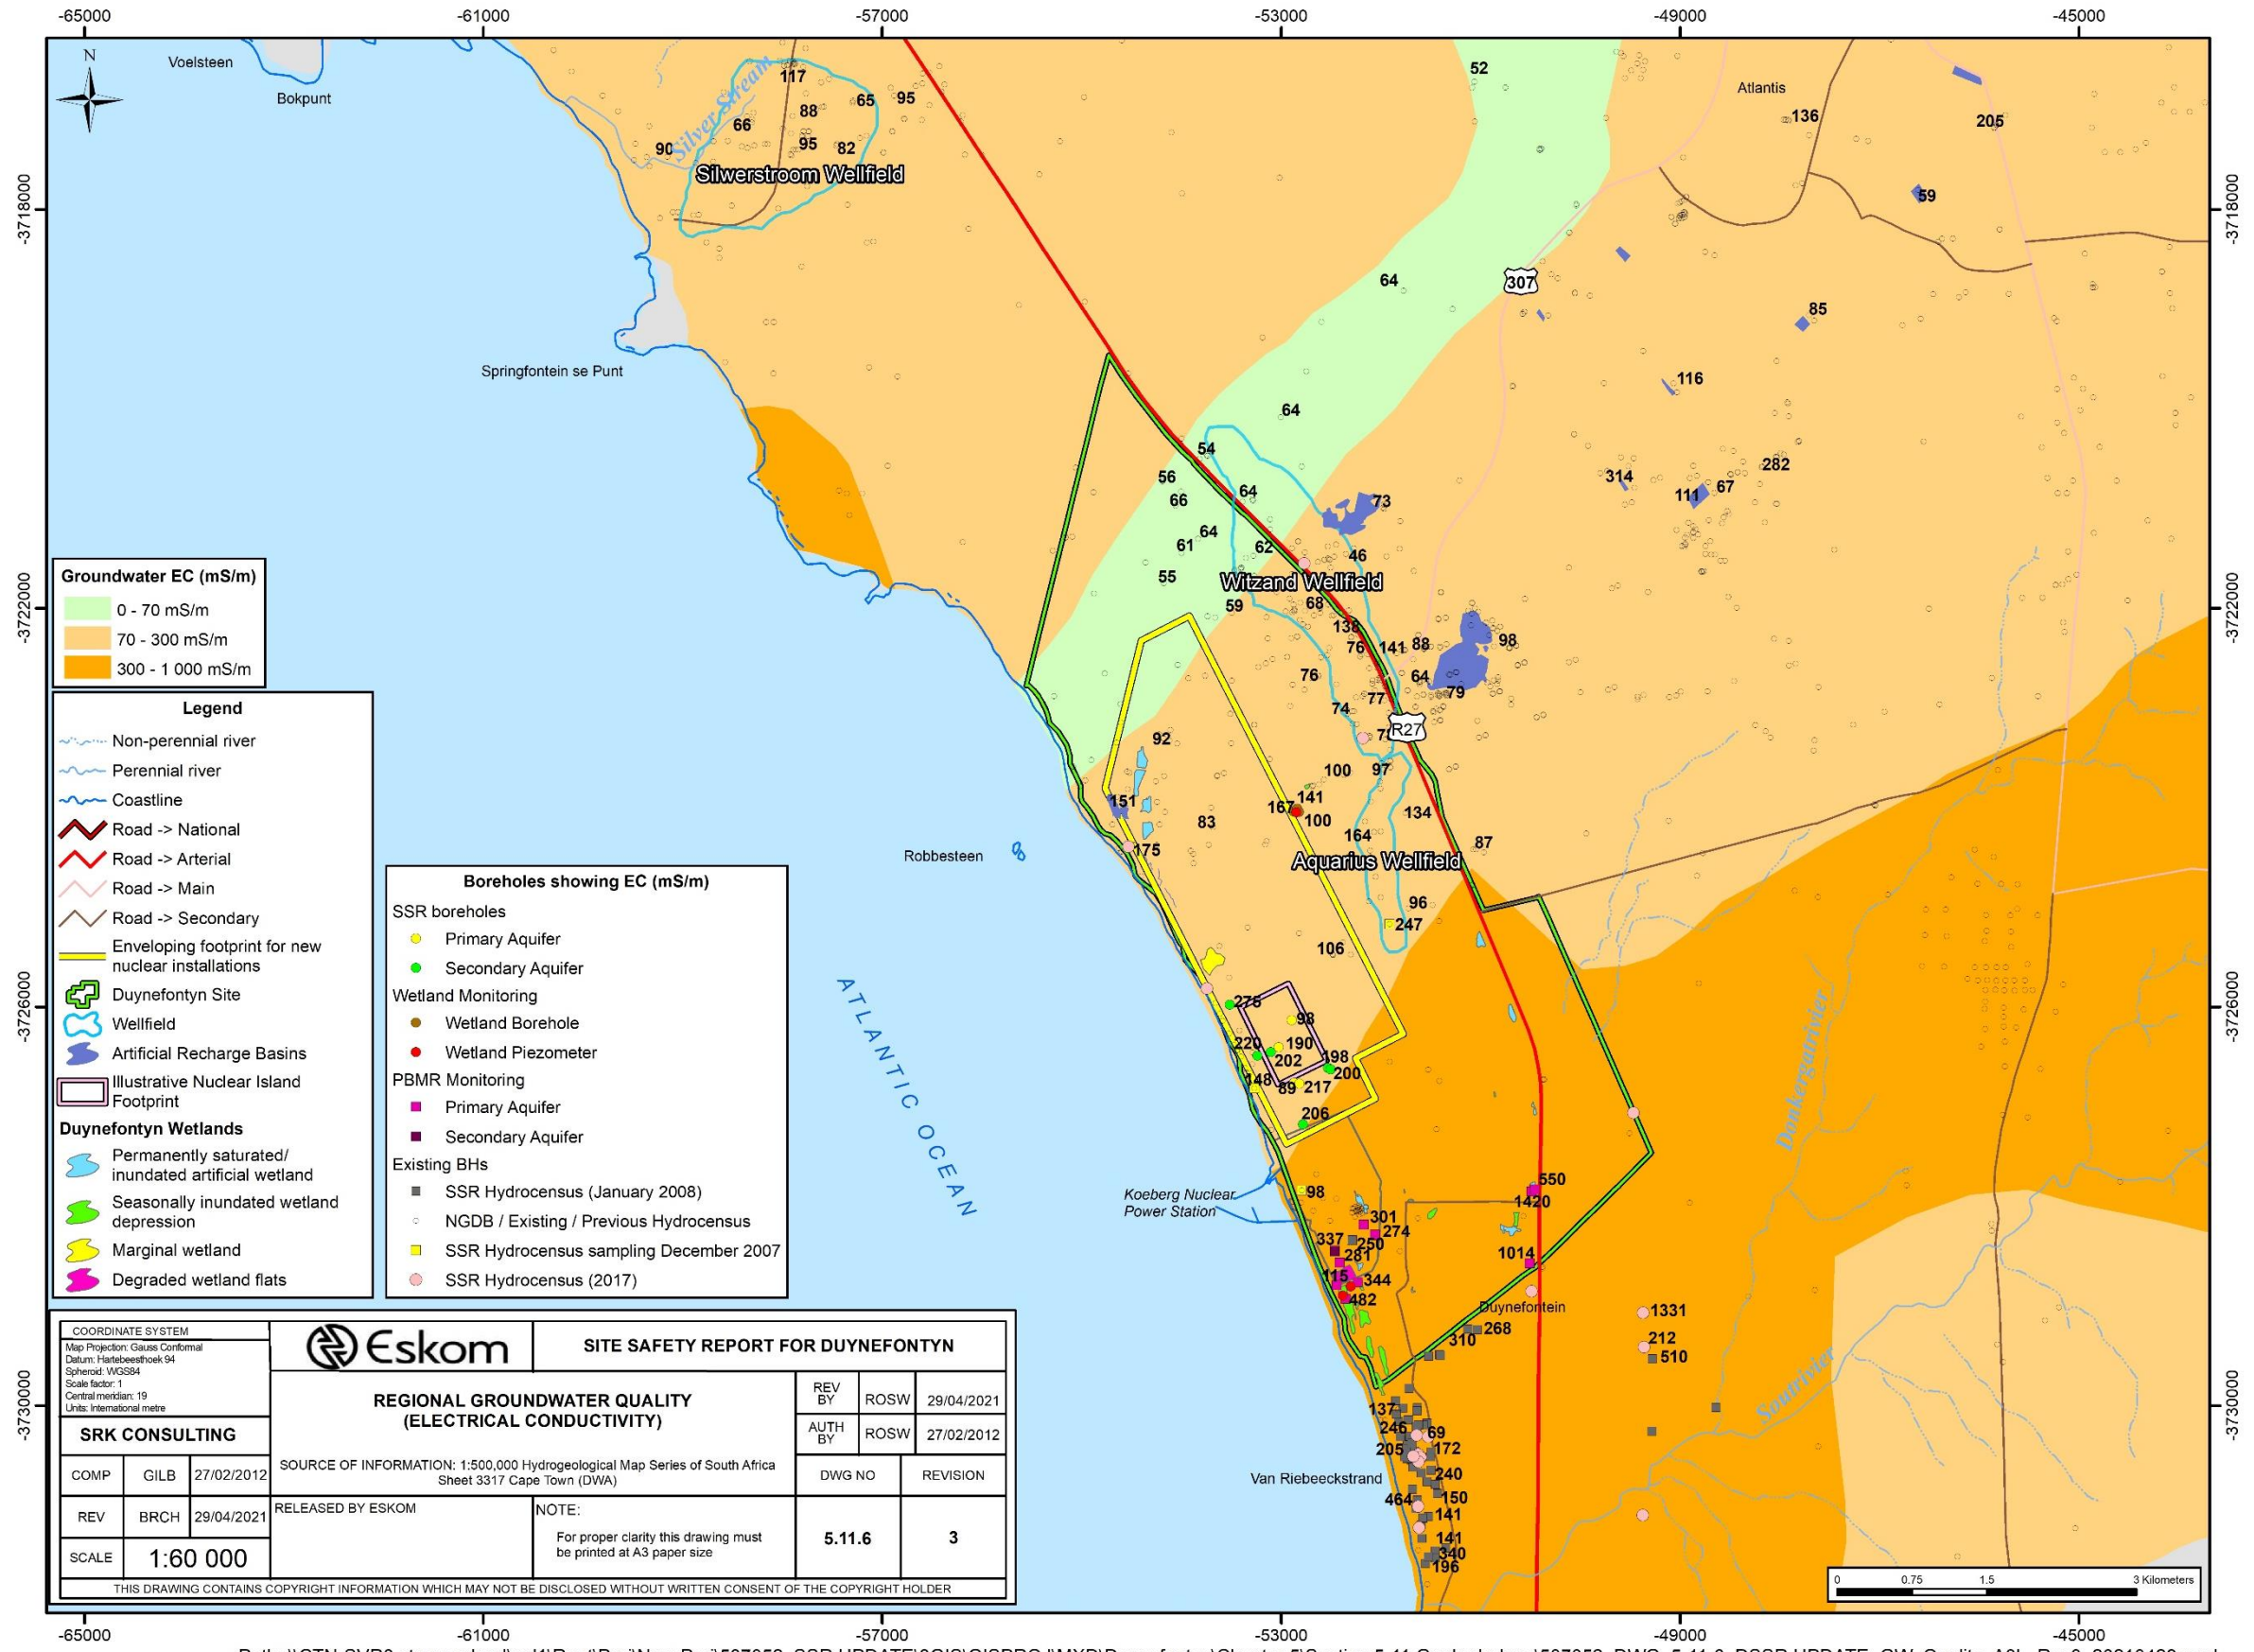 -65000
-61000
-57000
-53000
-49000
-45000
N
Voelsteen
Bokpunt
Silver Stream
117
88
65
95
66
95
82
90
Silwerstroom Wellfield
52
Atlantis
136
205
59
-3718000
-3718000
64
307
85
Springfontein se Punt
116
64
54
56
66
64
64
61
62
55
59
73
46
Witzand Wellfield
68
138
76
141
88
98
76
64
79
77
74
R27
314
282
111
67
-3722000
-3722000
Groundwater EC (mS/m)
0 - 70 mS/m
70 - 300 mS/m
300 - 1 000 mS/m
92
100
97
151
167
141
100
134
83
164
87
175
Robbesteen
Aquarius Wellfield
96
247
106
Legend
Non-perennial river
Perennial river
Coastline
Road -> National
Road -> Arterial
Road -> Main
Road -> Secondary
Enveloping footprint for new
nuclear installations
Duynefontyn Site
Wellfield
Artificial Recharge Basins
Illustrative Nuclear Island
Footprint
Duynefontyn Wetlands
Permanently saturated/
inundated artificial wetland
Seasonally inundated wetland
depression
Marginal wetland
Degraded wetland flats
Boreholes showing EC (mS/m)
SSR boreholes
Primary Aquifer
Secondary Aquifer
Wetland Monitoring
Wetland Borehole
Wetland Piezometer
PBMR Monitoring
Primary Aquifer
Secondary Aquifer
Existing BHs
SSR Hydrocensus (January 2008)
NGDB / Existing / Previous Hydrocensus
SSR Hydrocensus sampling December 2007
SSR Hydrocensus (2017)
ATLANTIC OCEAN
-3726000
-3726000
275
98
220
190
202
198
200
148
89
217
206
Koeberg Nuclear
Power Station
98
301
274
337
250
281
115
344
482
550
1420
1014
Duynefontein
268
310
1331
212
510
Donkergatrivier
Soutrivier
-3730000
-3730000
137
246
69
205
172
240
Van Riebeeckstrand
464
150
141
141
340
196
COORDINATE SYSTEM
Map Projection: Gauss Conformal
Datum: Hartebeesthoek 94
Spheroid: WGS84
Scale factor: 1
Central meridian: 19
Units: International metre
SRK CONSULTING
COMP GILB 27/02/2012
REV BRCH 29/04/2021
SCALE 1:60 000
Eskom
SITE SAFETY REPORT FOR DUYNEFONTYN
REGIONAL GROUNDWATER QUALITY
(ELECTRICAL CONDUCTIVITY)
SOURCE OF INFORMATION: 1:500,000 Hydrogeological Map Series of South Africa
Sheet 3317 Cape Town (DWA)
REV BY ROSW 29/04/2021
AUTH BY ROSW 27/02/2012
DWG NO REVISION
5.11.6 3
RELEASED BY ESKOM
NOTE:
For proper clarity this drawing must
be printed at A3 paper size
THIS DRAWING CONTAINS COPYRIGHT INFORMATION WHICH MAY NOT BE DISCLOSED WITHOUT WRITTEN CONSENT OF THE COPYRIGHT HOLDER
0 0.75 1.5 3 Kilometers
-65000
-61000
-57000
-53000
-49000
-45000